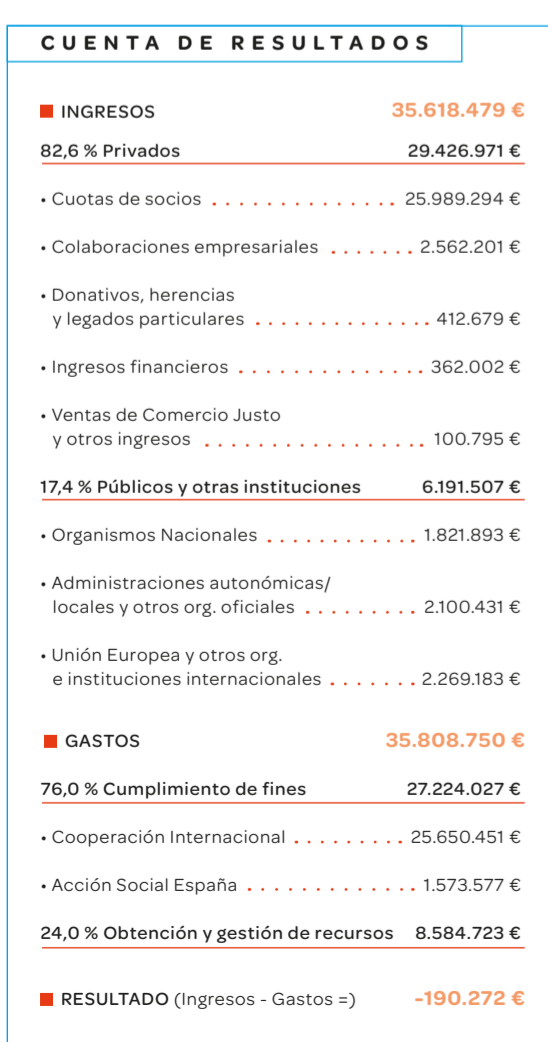 CUENTA DE RESULTADOS
INGRESOS 35.618.479 €
82,6 % Privados 29.426.971 €
• Cuotas de socios . . . . . . . . . . . . . . 25.989.294 €
• Colaboraciones empresariales . . . . . . . 2.562.201 €
• Donativos, herencias
y legados particulares . . . . . . . . . . . . . . 412.679 €
• Ingresos financieros . . . . . . . . . . . . . . 362.002 €
• Ventas de Comercio Justo
y otros ingresos . . . . . . . . . . . . . . . . . 100.795 €
17,4 % Públicos y otras instituciones 6.191.507 €
• Organismos Nacionales . . . . . . . . . . . . 1.821.893 €
• Administraciones autonómicas/
locales y otros org. oficiales . . . . . . . . . 2.100.431 €
• Unión Europea y otros org.
e instituciones internacionales . . . . . . . 2.269.183 €
GASTOS 35.808.750 €
76,0 % Cumplimiento de fines 27.224.027 €
• Cooperación Internacional . . . . . . . . . 25.650.451 €
• Acción Social España . . . . . . . . . . . . . 1.573.577 €
24,0 % Obtención y gestión de recursos 8.584.723 €
RESULTADO (Ingresos - Gastos =) -190.272 €